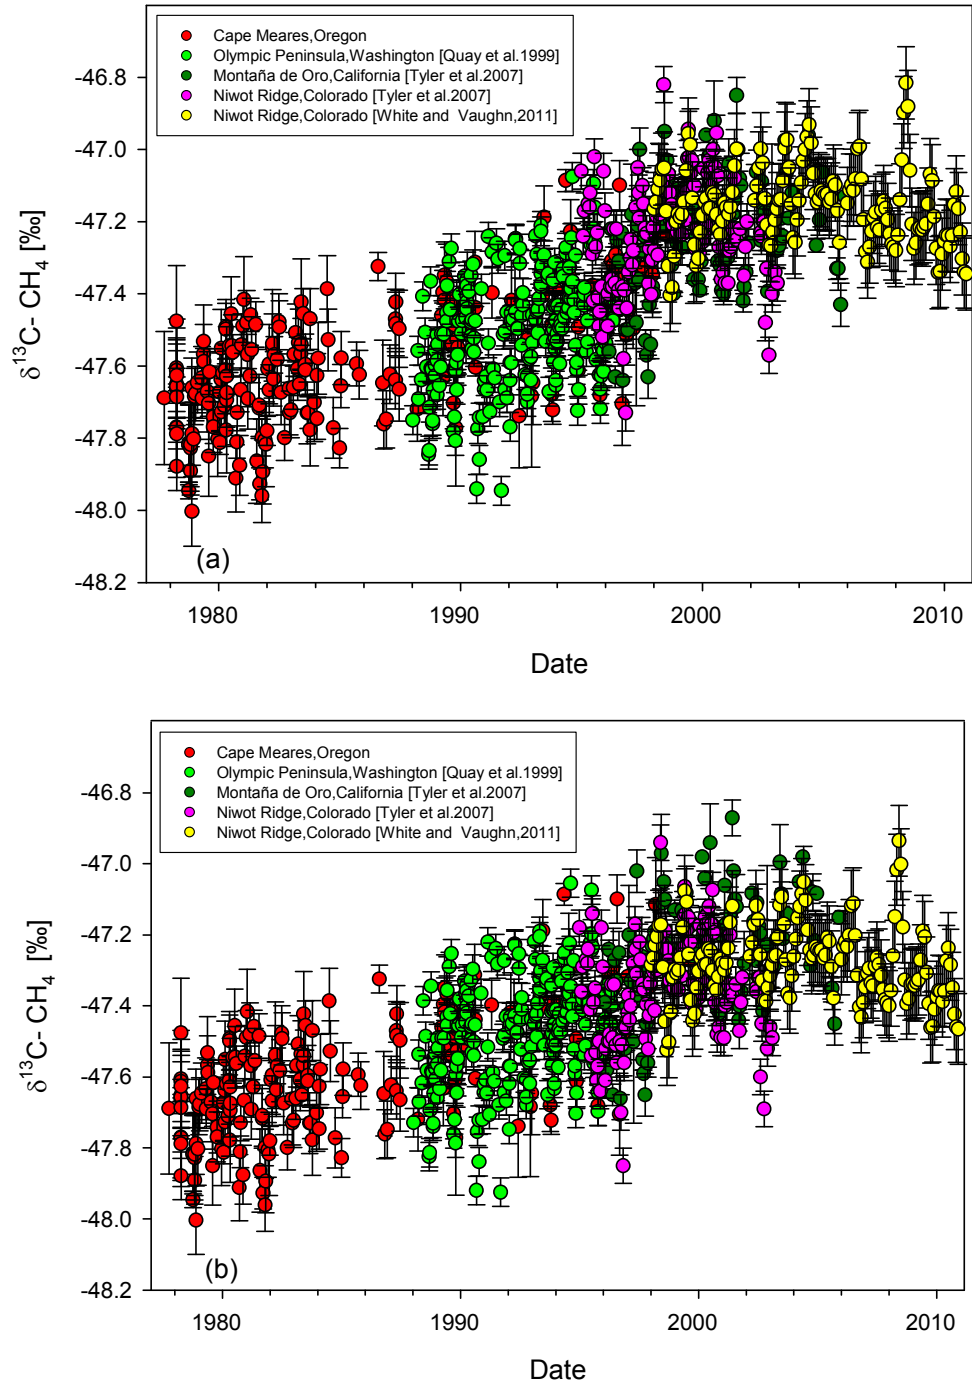 Cape Meares,Oregon
Olympic Peninsula,Washington [Quay et al.1999]
Montaña de Oro,California [Tyler et al.2007]
Niwot Ridge,Colorado [Tyler et al.2007]
Niwot Ridge,Colorado [White and Vaughn,2011]
-46.8
-47.0
-47.2
-47.4
-47.6
-47.8
-48.0
-48.2
δ¹³C- CH₄ [‰]
(a)
1980
1990
2000
2010
Date
Cape Meares,Oregon
Olympic Peninsula,Washington [Quay et al.1999]
Montaña de Oro,California [Tyler et al.2007]
Niwot Ridge,Colorado [Tyler et al.2007]
Niwot Ridge,Colorado [White and Vaughn,2011]
-46.8
-47.0
-47.2
-47.4
-47.6
-47.8
-48.0
-48.2
δ¹³C- CH₄ [‰]
(b)
1980
1990
2000
2010
Date